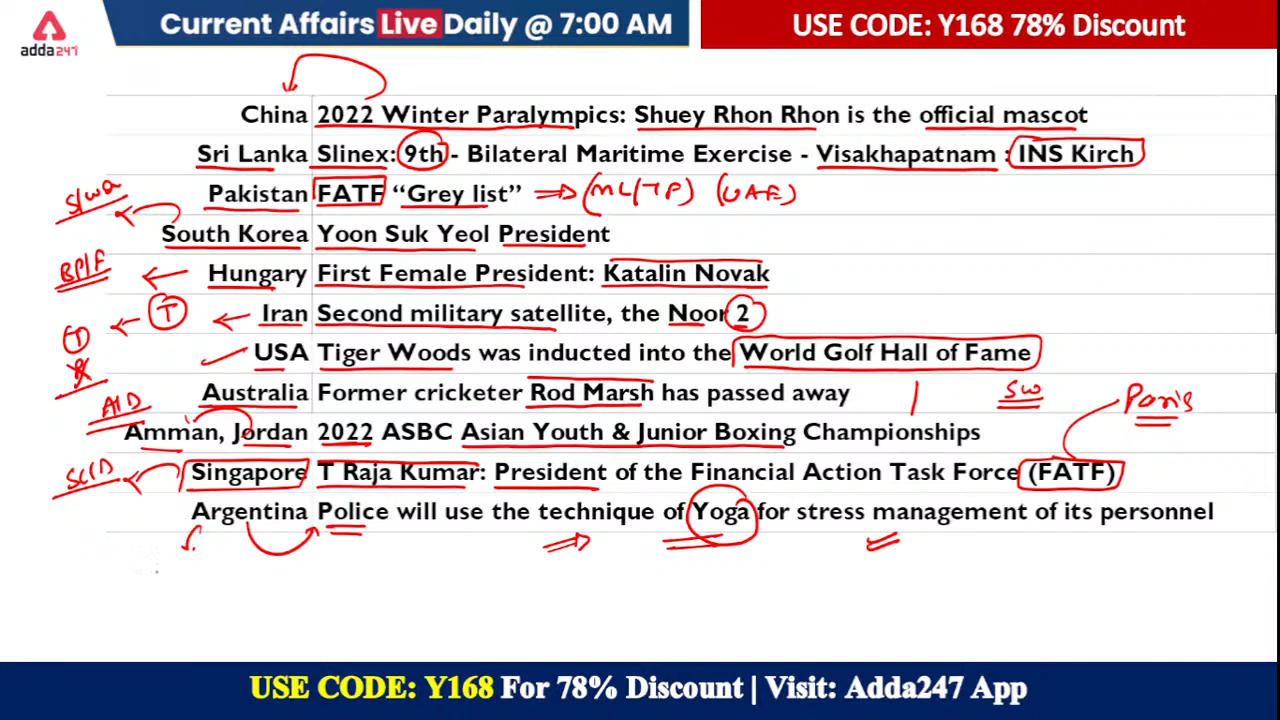 Current Affairs Live Daily @ 7:00 AM
USE CODE: Y168 78% Discount
adda247
China 2022 Winter Paralympics: Shuey Rhon Rhon is the official mascot
Sri Lanka Slinex: 9th - Bilateral Maritime Exercise - Visakhapatnam : INS Kirch
Pakistan FATF “Grey list” (ML/TF) (UAE)
S/wa
South Korea Yoon Suk Yeol President
BP/F
Hungary First Female President: Katalin Novak
T
Iran Second military satellite, the Noor 2
T
USA Tiger Woods was inducted into the World Golf Hall of Fame
Australia Former cricketer Rod Marsh has passed away
SW
Paris
A/D
Amman, Jordan 2022 ASBC Asian Youth & Junior Boxing Championships
SC/D
Singapore T Raja Kumar: President of the Financial Action Task Force (FATF)
Argentina Police will use the technique of Yoga for stress management of its personnel
USE CODE: Y168 For 78% Discount | Visit: Adda247 App